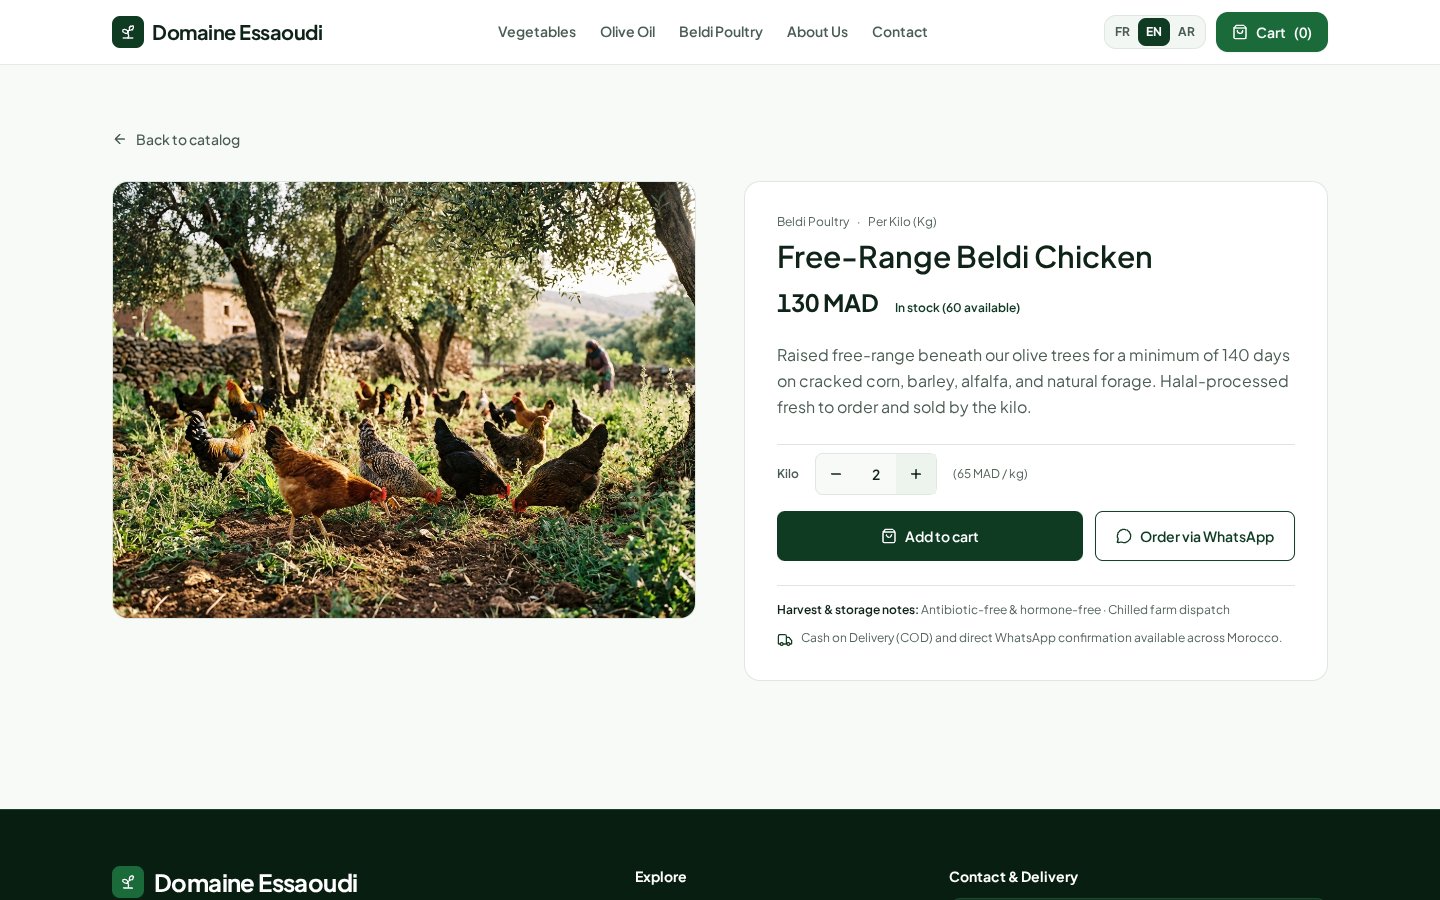 Domaine Essaoudi
Vegetables
Olive Oil
Beldi Poultry
About Us
Contact
FR
EN
AR
Cart (0)
Back to catalog
Beldi Poultry · Per Kilo (Kg)
Free-Range Beldi Chicken
130 MAD
In stock (60 available)
Raised free-range beneath our olive trees for a minimum of 140 days
on cracked corn, barley, alfalfa, and natural forage. Halal-processed
fresh to order and sold by the kilo.
Kilo
2
(65 MAD / kg)
Add to cart
Order via WhatsApp
Harvest & storage notes: Antibiotic-free & hormone-free · Chilled farm dispatch
Cash on Delivery (COD) and direct WhatsApp confirmation available across Morocco.
Domaine Essaoudi
Explore
Contact & Delivery